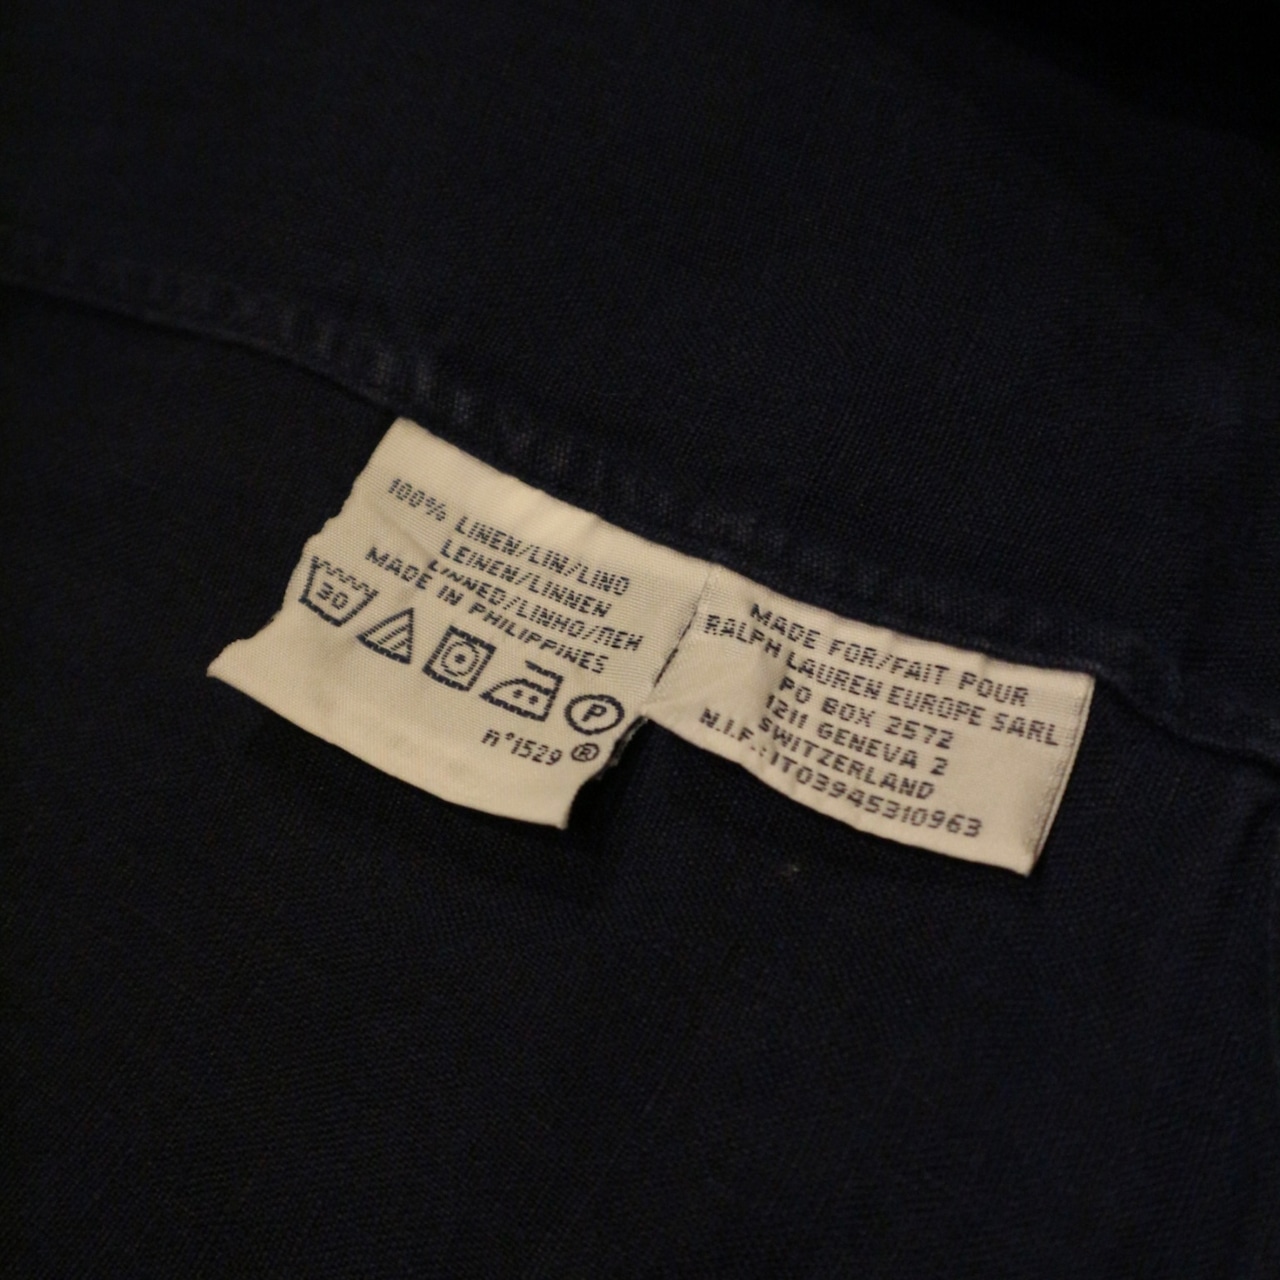 100% LINEN/LIN/LINO
LEINEN/LINNEN
LINNED/LINHO/ЛЕН
MADE IN PHILIPPINES
30
P
n°1529 ®
MADE FOR/FAIT POUR
RALPH LAUREN EUROPE SARL
PO BOX 2572
1211 GENEVA 2
SWITZERLAND
N.I.F.:IT03945310963